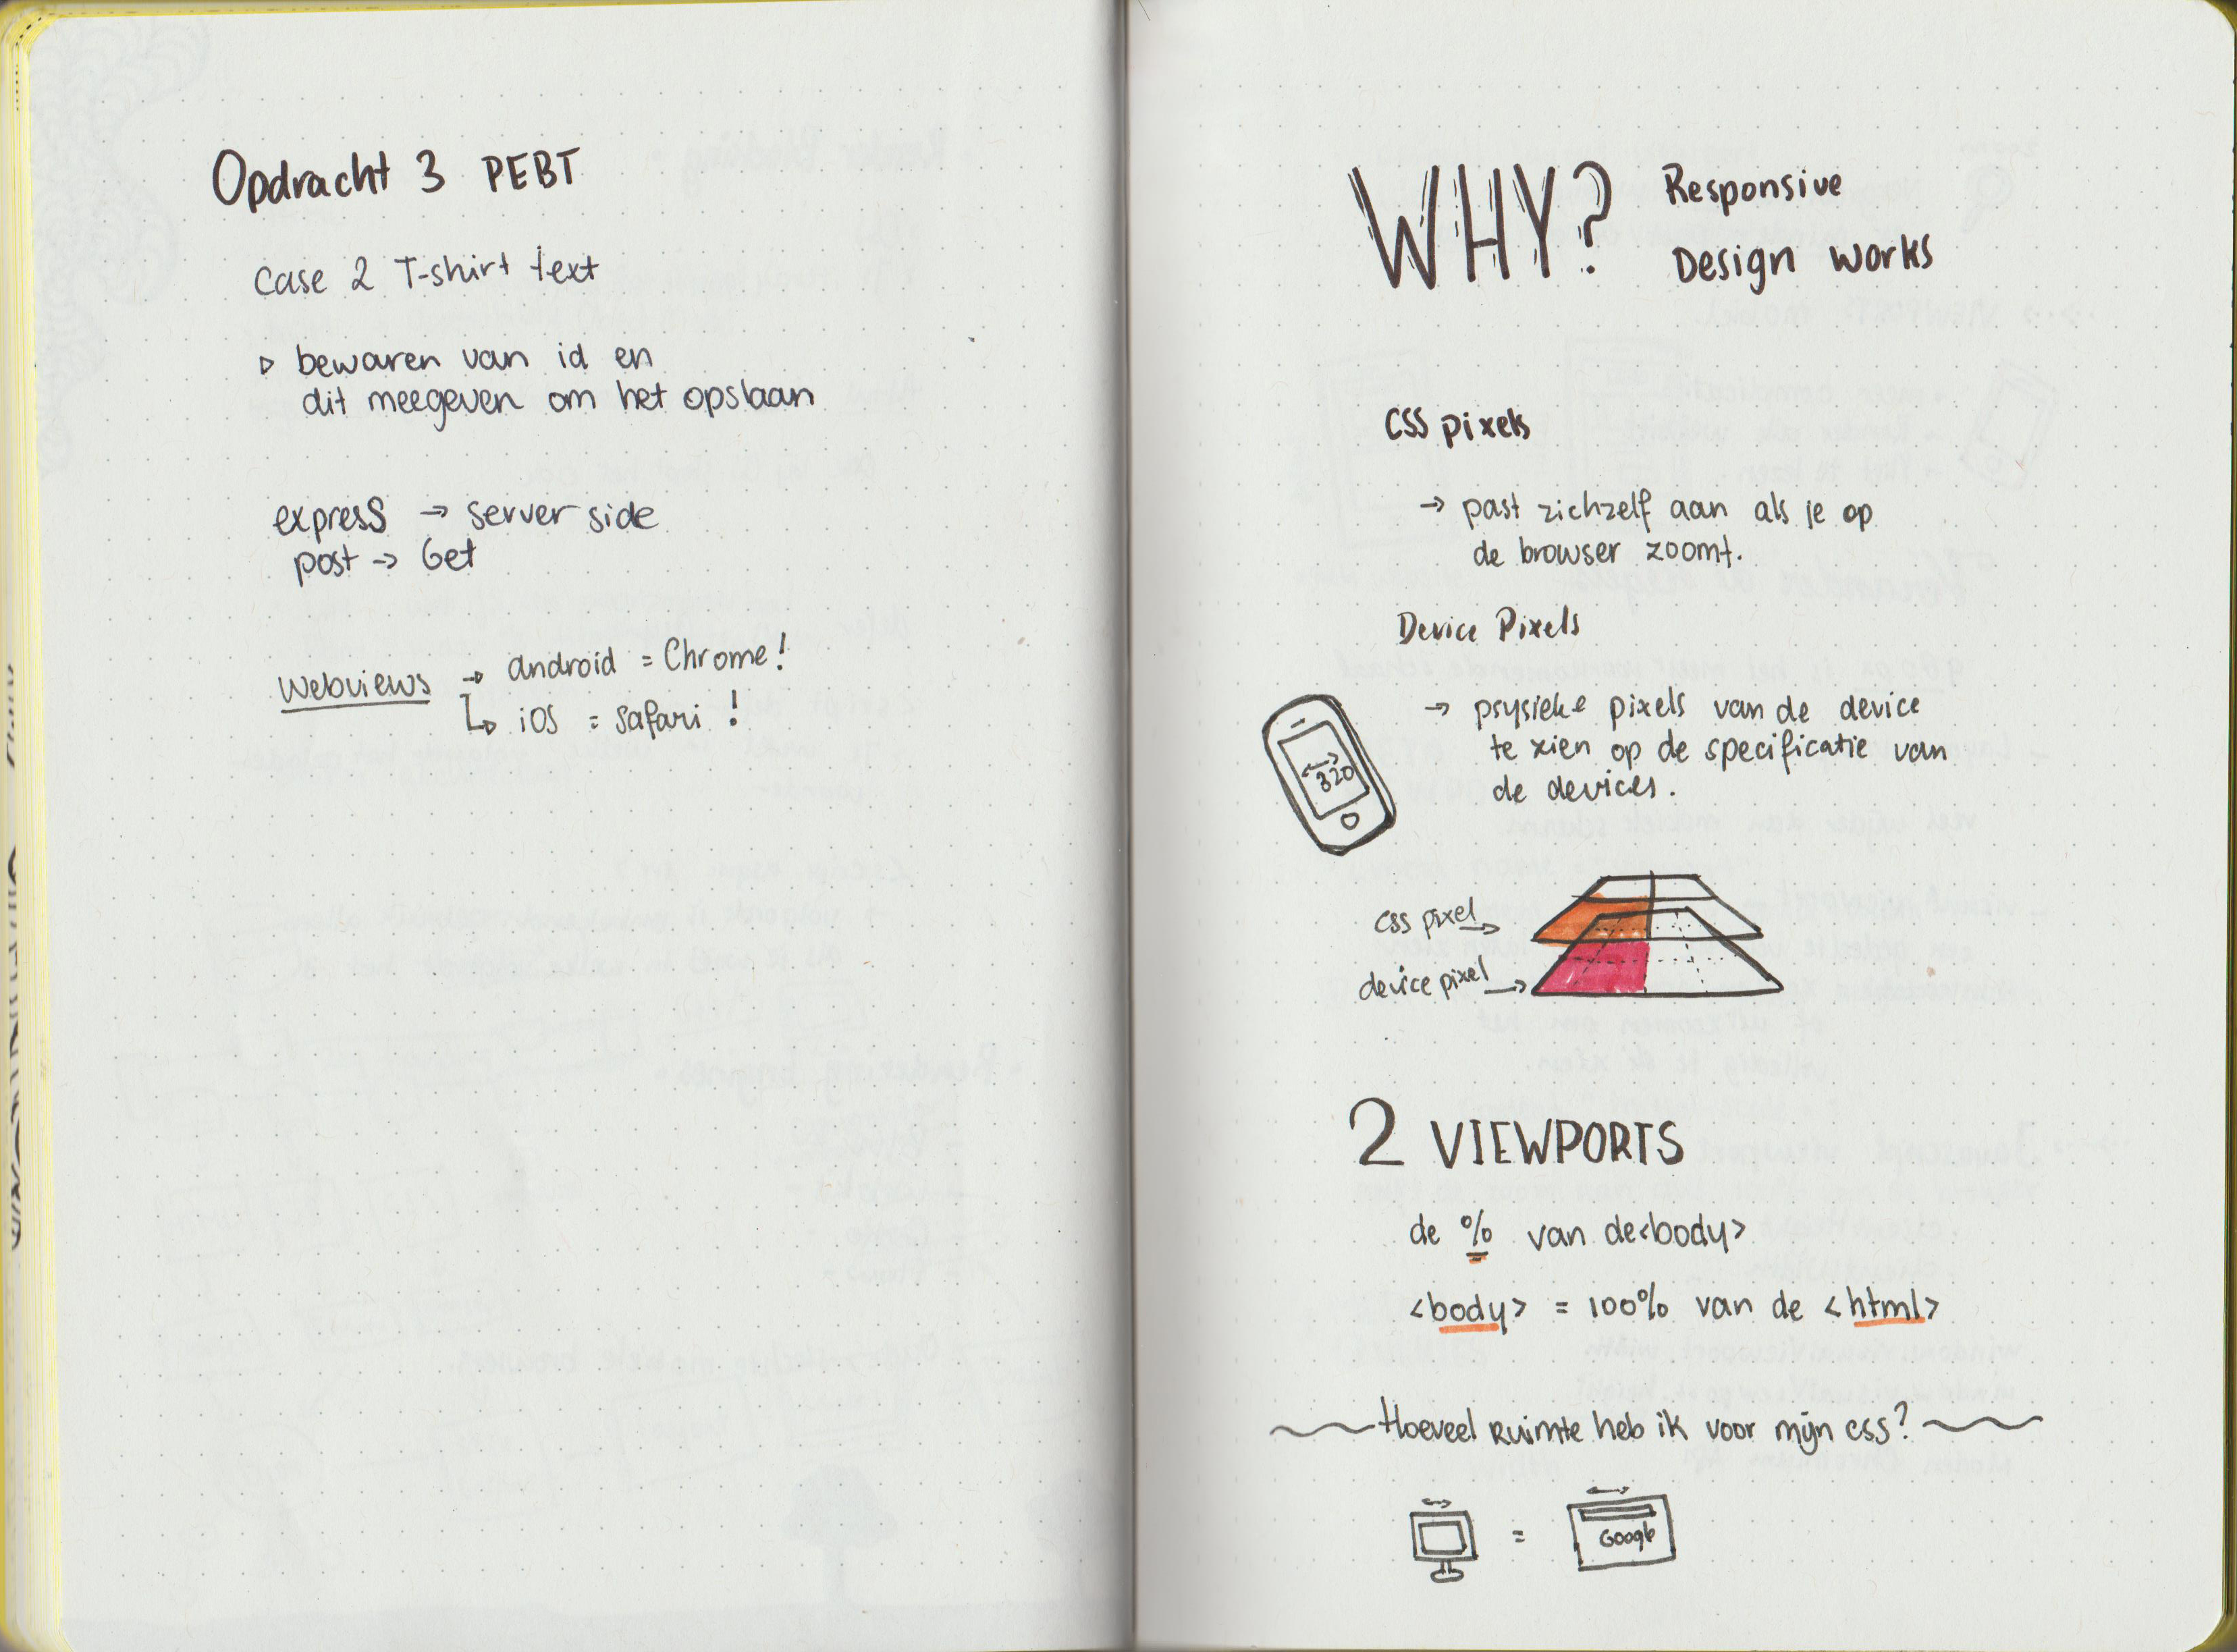 Opdracht 3 PEBT
Case 2 T-shirt text
▹ bewaren van id en
dit meegeven om het opslaan
express → server side
post → Get
Webviews → android = Chrome!
↳ iOS = Safari!
WHY? Responsive
Design works
CSS pixels
→ past zichzelf aan als je op
de browser zoomt.
Device Pixels
→ psysieke pixels van de device
te zien op de specificatie van
de devices.
320
css pixel →
device pixel →
2 VIEWPORTS
de % van de <body>
<body> = 100% van de <html>
Hoeveel Ruimte heb ik voor mijn css?
= Google